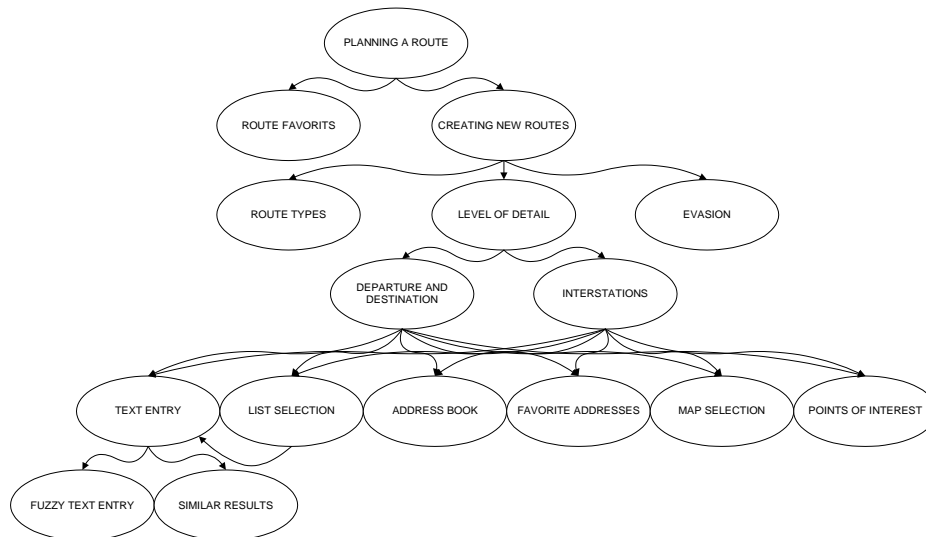 PLANNING A ROUTE
ROUTE FAVORITS
CREATING NEW ROUTES
ROUTE TYPES
LEVEL OF DETAIL
EVASION
DEPARTURE AND
DESTINATION
INTERSTATIONS
TEXT ENTRY
LIST SELECTION
ADDRESS BOOK
FAVORITE ADDRESSES
MAP SELECTION
POINTS OF INTEREST
FUZZY TEXT ENTRY
SIMILAR RESULTS